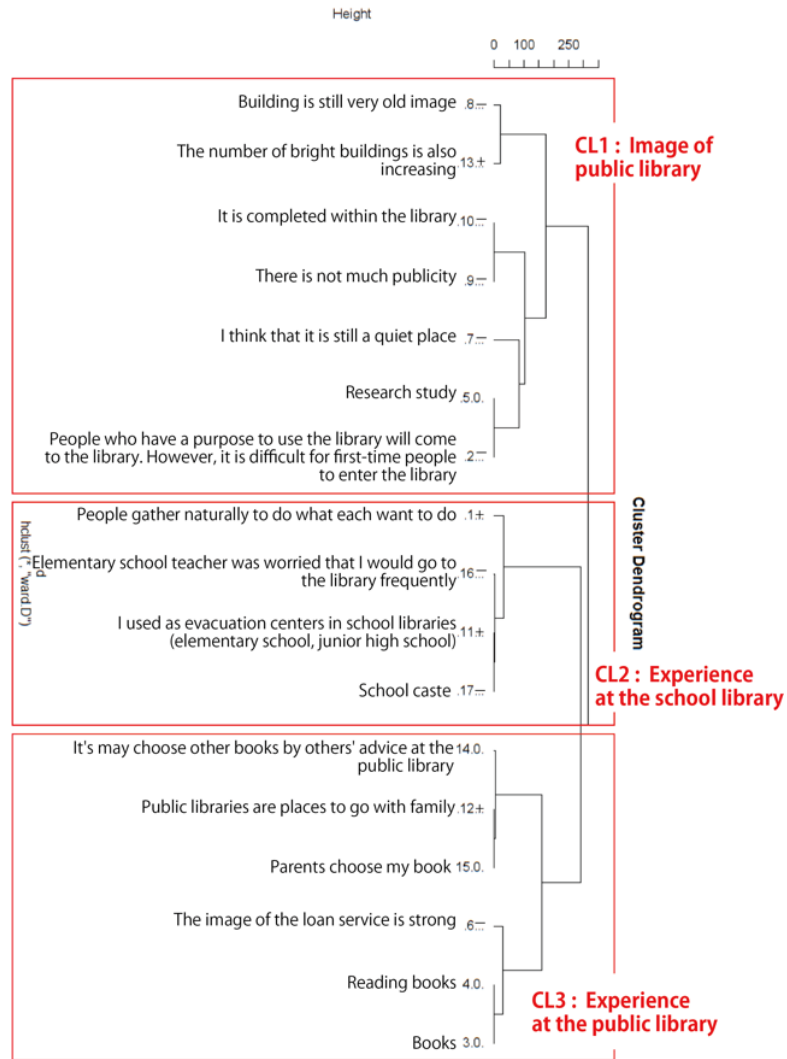 Height
0 100 250
Building is still very old image .8.—
The number of bright buildings is also
increasing .13.+
It is completed within the library .10.—
There is not much publicity .9.—
CL1 : Image of
public library
I think that it is still a quiet place .7.—
Research study .5.0.
People who have a purpose to use the library will come
to the library. However, it is difficult for first-time people .2.—
to enter the library
Cluster Dendrogram
People gather naturally to do what each want to do .1.+
d
hclust (*, "ward.D")
Elementary school teacher was worried that I would go to
the library frequently .16.—
I used as evacuation centers in school libraries
(elementary school, junior high school) .11.+
School caste .17.—
CL2 : Experience
at the school library
It's may choose other books by others' advice at the 14.0.
public library
Public libraries are places to go with family .12.+
Parents choose my book 15.0.
The image of the loan service is strong .6.—
Reading books 4.0.
Books 3.0.
CL3 : Experience
at the public library